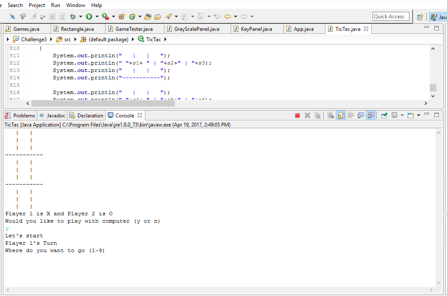 Search Project Run Window Help
Quick Access
Games.java Rectangle.java GameTester.java GrayScalePanel.java KeyPanel.java App.java TicTac.java
Challenge3 src (default package) TicTac
810 {
811 System.out.println("   |   |   ");
812 System.out.println(" "+s1+ " | "+s2+" | "+s3);
813 System.out.println("   |   |   ");
814 System.out.println("-----------");
815
816
Problems Javadoc Declaration Console
TicTac [Java Application] C:\Program Files\Java\jre1.8.0_73\bin\javaw.exe (Apr 19, 2017, 2:49:05 PM)
|   |
|   |
|   |
-----------
|   |
|   |
|   |
-----------
|   |
|   |
|   |
Player 1 is X and Player 2 is O
Would you like to play with computer (y or n)
y
Let's start
Player 1's Turn
Where do you want to go (1-9)